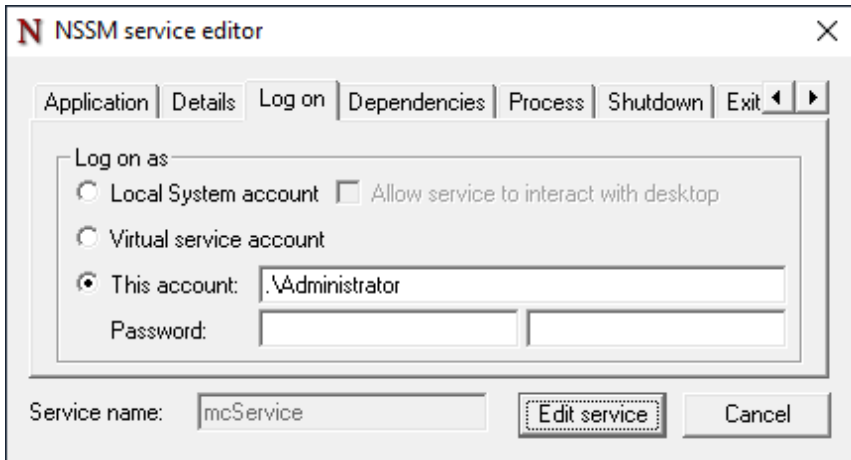 N NSSM service editor
Application Details Log on Dependencies Process Shutdown Exit
Log on as
Local System account Allow service to interact with desktop
Virtual service account
This account: .\Administrator
Password:
Service name: mcService Edit service Cancel